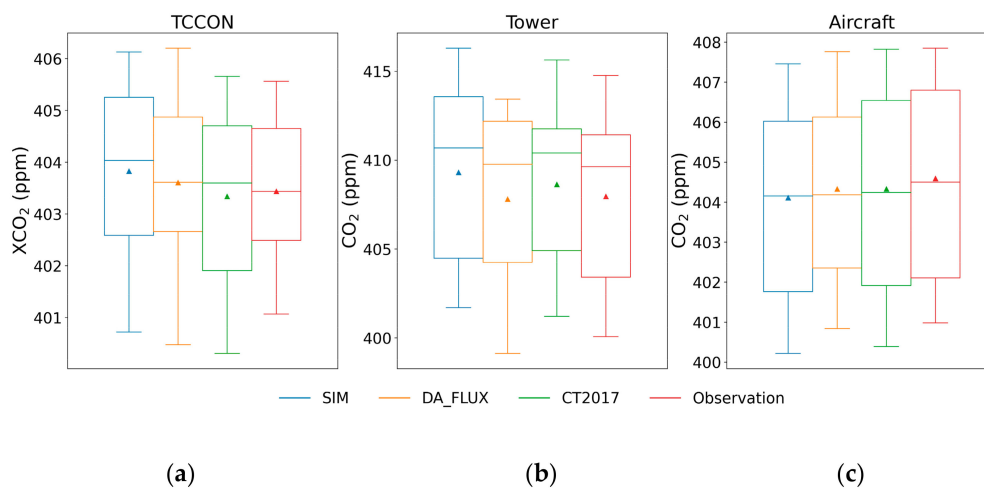 TCCON
XCO₂ (ppm)
406
405
404
403
402
401
Tower
CO₂ (ppm)
415
410
405
400
Aircraft
CO₂ (ppm)
408
407
406
405
404
403
402
401
400
SIM DA_FLUX CT2017 Observation
(a) (b) (c)